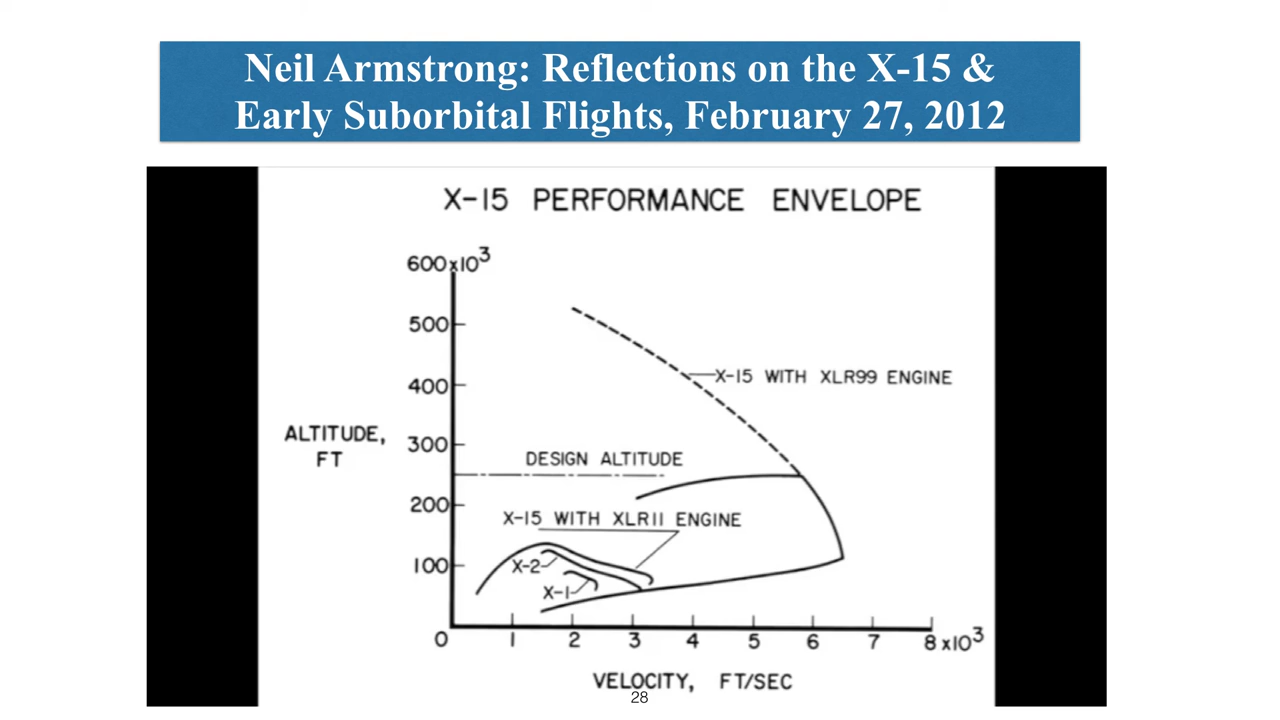 Neil Armstrong: Reflections on the X-15 &
Early Suborbital Flights, February 27, 2012
X-15 PERFORMANCE ENVELOPE
600x10³
500
X-15 WITH XLR99 ENGINE
400
ALTITUDE,
FT
300
DESIGN ALTITUDE
200
X-15 WITH XLR11 ENGINE
100
X-2
X-1
0 1 2 3 4 5 6 7 8x10³
VELOCITY, FT/SEC
28